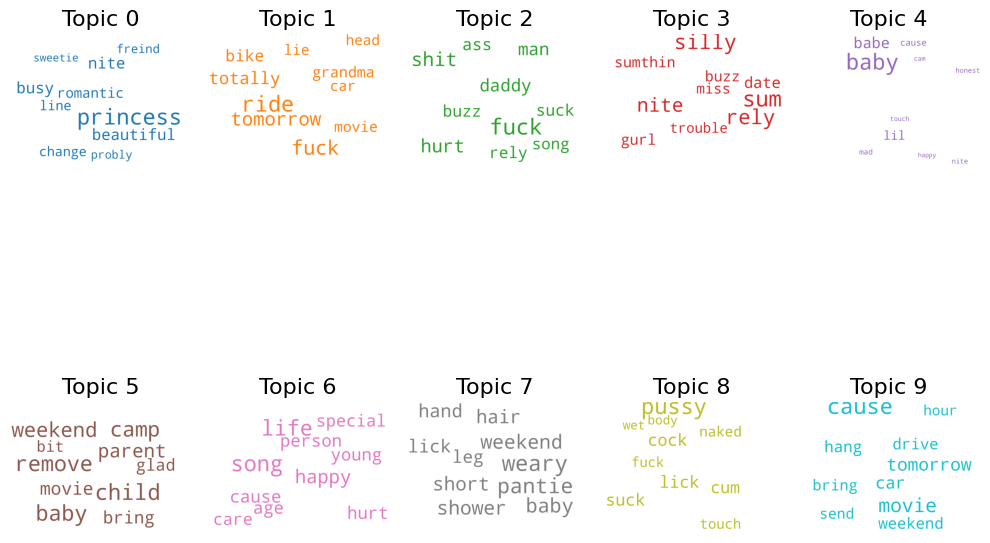 Topic 0
freind
sweetie
nite
busy romantic
line
princess
beautiful
change probly
Topic 1
head
bike lie
totally grandma
car
ride
tomorrow
movie
fuck
Topic 2
ass man
shit
daddy
buzz suck
fuck
hurt song
rely
Topic 3
silly
sumthin
buzz date
miss
nite sum
rely
trouble
gurl
Topic 4
babe cause
baby cam
honest
touch
lil
mad happy
nite
Topic 5
weekend camp
bit parent
remove glad
movie child
baby bring
Topic 6
life special
person
young
song
happy
cause
age
care hurt
Topic 7
hand hair
lick weekend
leg weary
short pantie
shower baby
Topic 8
pussy
wet body
cock naked
fuck
lick cum
suck
touch
Topic 9
cause hour
hang drive
tomorrow
bring car
movie
send
weekend